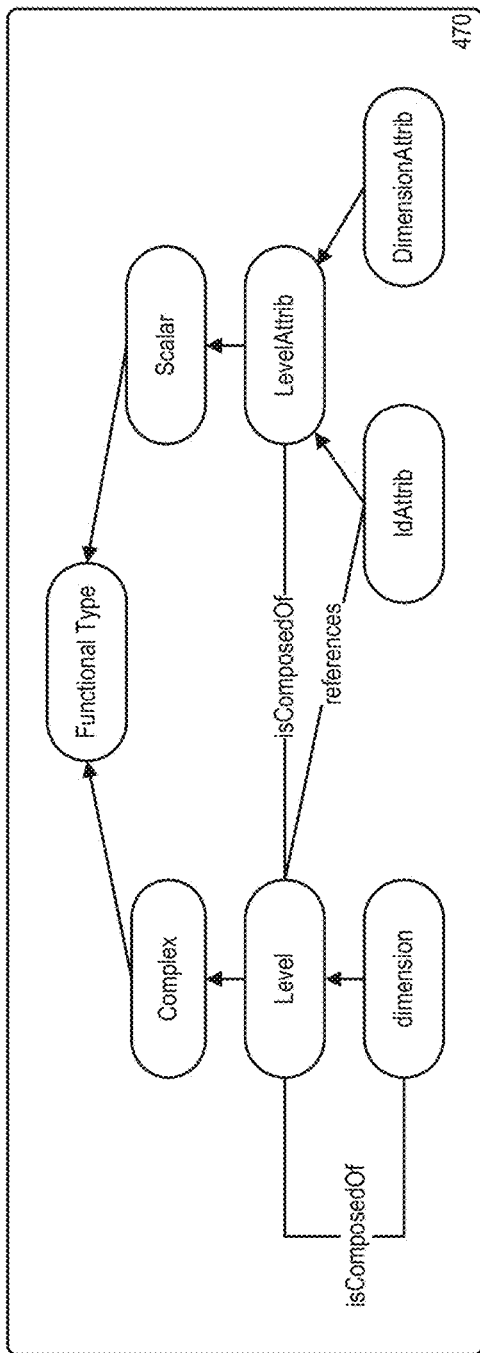 470
Functional Type
Complex
Scalar
isComposedOf
Level
isComposedOf
LevelAttrib
references
dimension
IdAttrib
DimensionAttrib